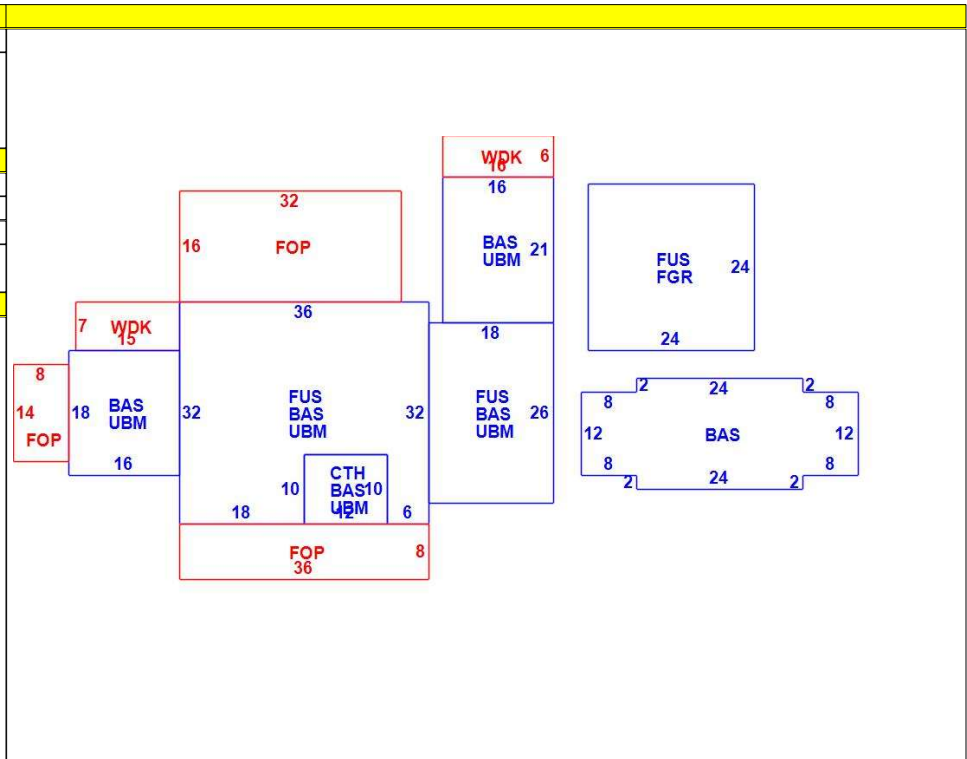 WDK 6
16
16
BAS 21
UBM
32
16 FOP
FUS
FGR 24
24
36
7 WDK
15
18
8
14
FOP
18 BAS
UBM
16
32 FUS 32
BAS
UBM
FUS
BAS 26
UBM
CTH
10 BAS 10
UBM
18 12 6
FOP 8
36
2 24 2
8 8
12 BAS 12
8 8
2 24 2